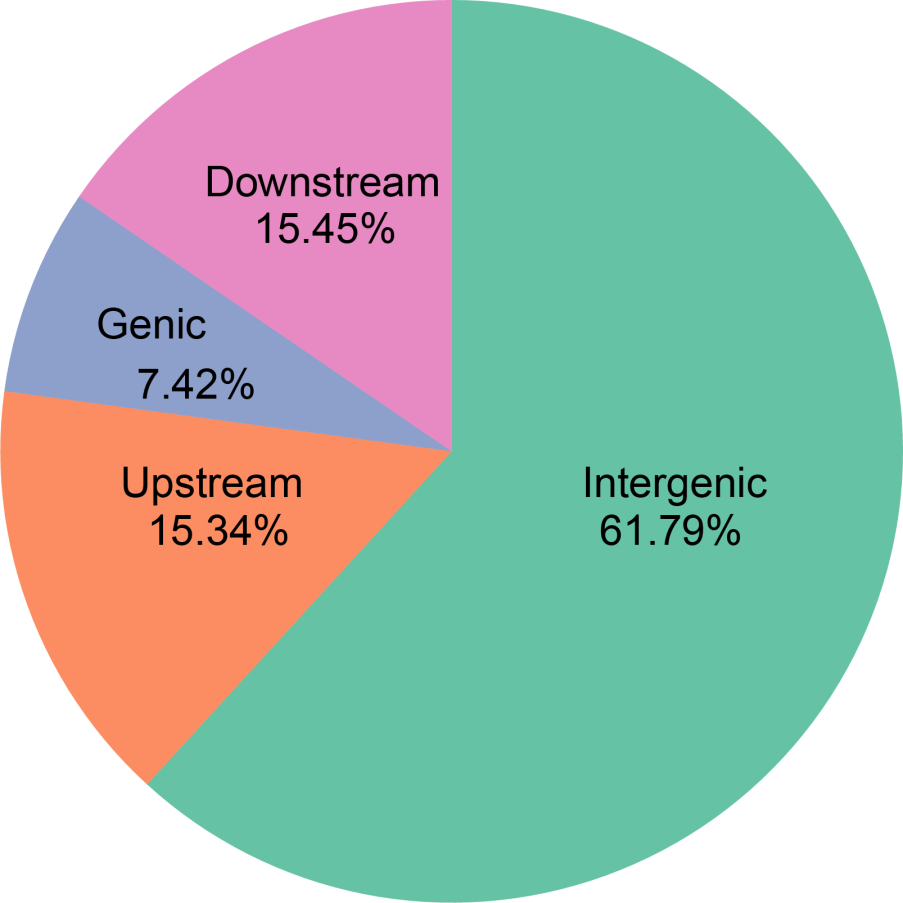 Downstream
15.45%
Genic
7.42%
Upstream
15.34%
Intergenic
61.79%